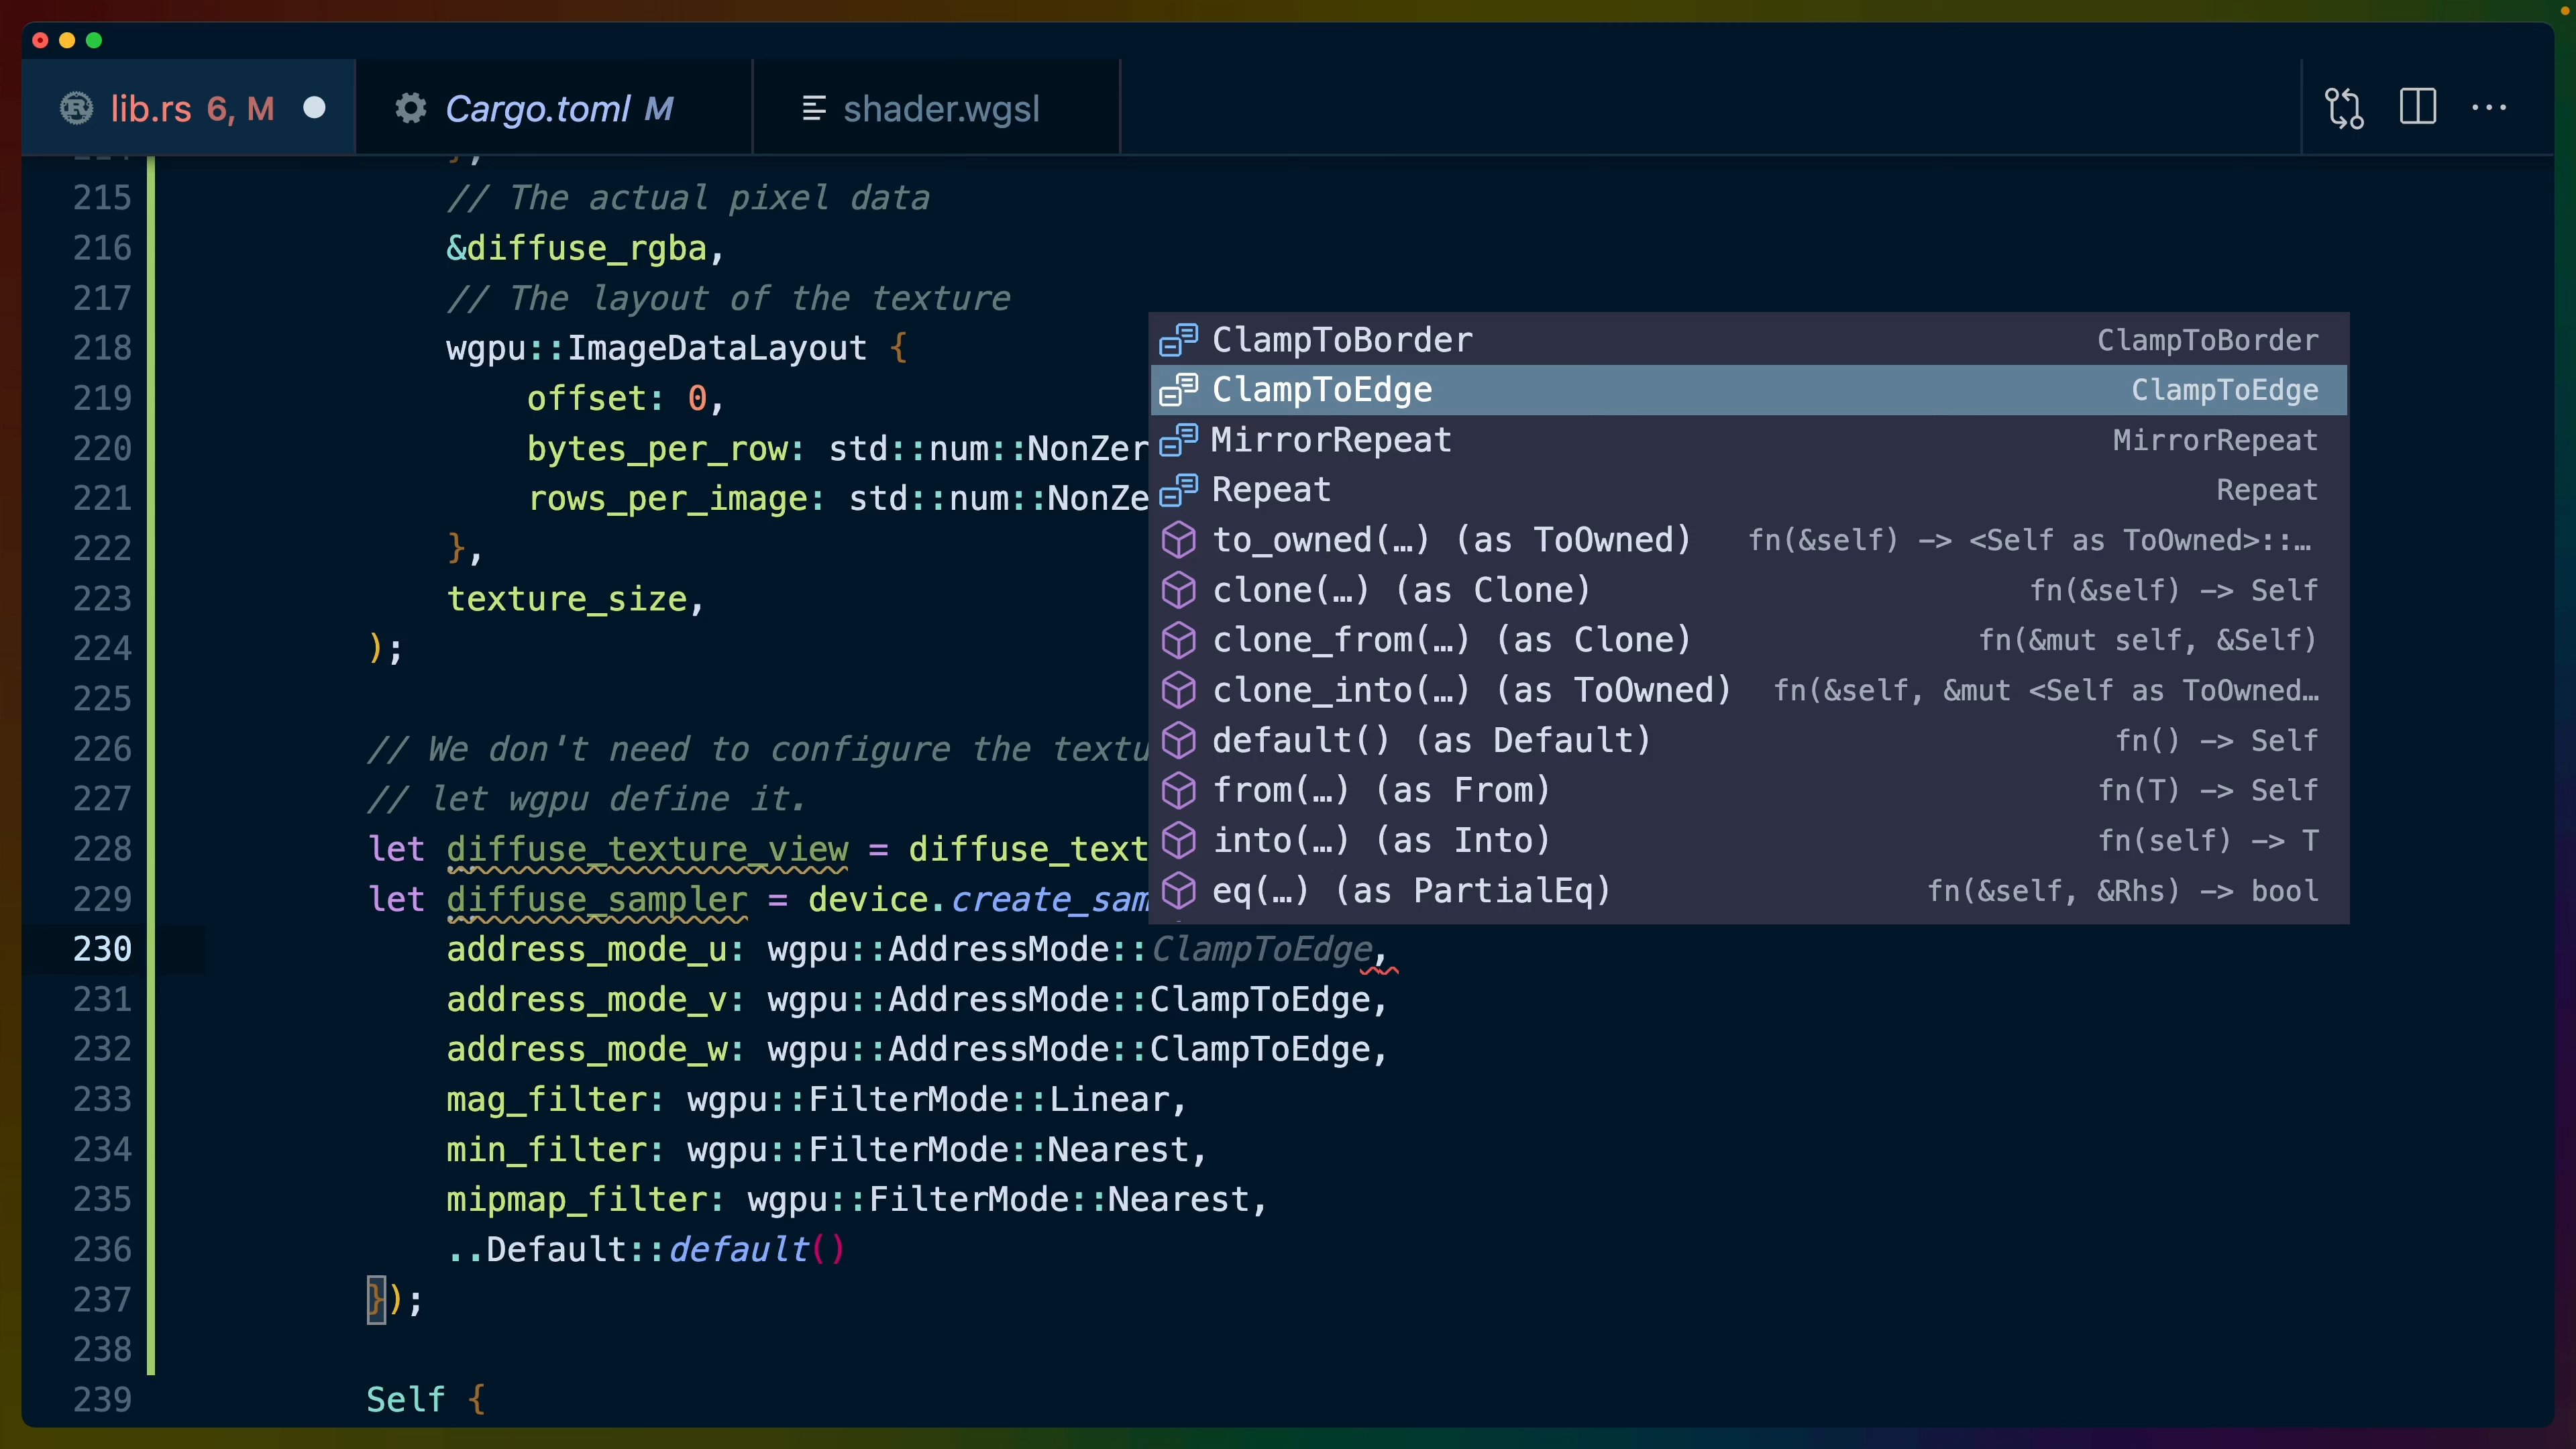 lib.rs 6, M
Cargo.toml M
shader.wgsl
215 // The actual pixel data
216 &diffuse_rgba,
217 // The layout of the texture
218 wgpu::ImageDataLayout {
219 offset: 0,
220 bytes_per_row: std::num::NonZer
221 rows_per_image: std::num::NonZe
222 },
223 texture_size,
224 );
225
226 // We don't need to configure the textu
227 // let wgpu define it.
228 let diffuse_texture_view = diffuse_text
229 let diffuse_sampler = device.create_sam
230 address_mode_u: wgpu::AddressMode::ClampToEdge,
231 address_mode_v: wgpu::AddressMode::ClampToEdge,
232 address_mode_w: wgpu::AddressMode::ClampToEdge,
233 mag_filter: wgpu::FilterMode::Linear,
234 min_filter: wgpu::FilterMode::Nearest,
235 mipmap_filter: wgpu::FilterMode::Nearest,
236 ..Default::default()
237 });
238
239 Self {
ClampToBorder ClampToBorder
ClampToEdge ClampToEdge
MirrorRepeat MirrorRepeat
Repeat Repeat
to_owned(…) (as ToOwned) fn(&self) -> <Self as ToOwned>::…
clone(…) (as Clone) fn(&self) -> Self
clone_from(…) (as Clone) fn(&mut self, &Self)
clone_into(…) (as ToOwned) fn(&self, &mut <Self as ToOwned…
default() (as Default) fn() -> Self
from(…) (as From) fn(T) -> Self
into(…) (as Into) fn(self) -> T
eq(…) (as PartialEq) fn(&self, &Rhs) -> bool